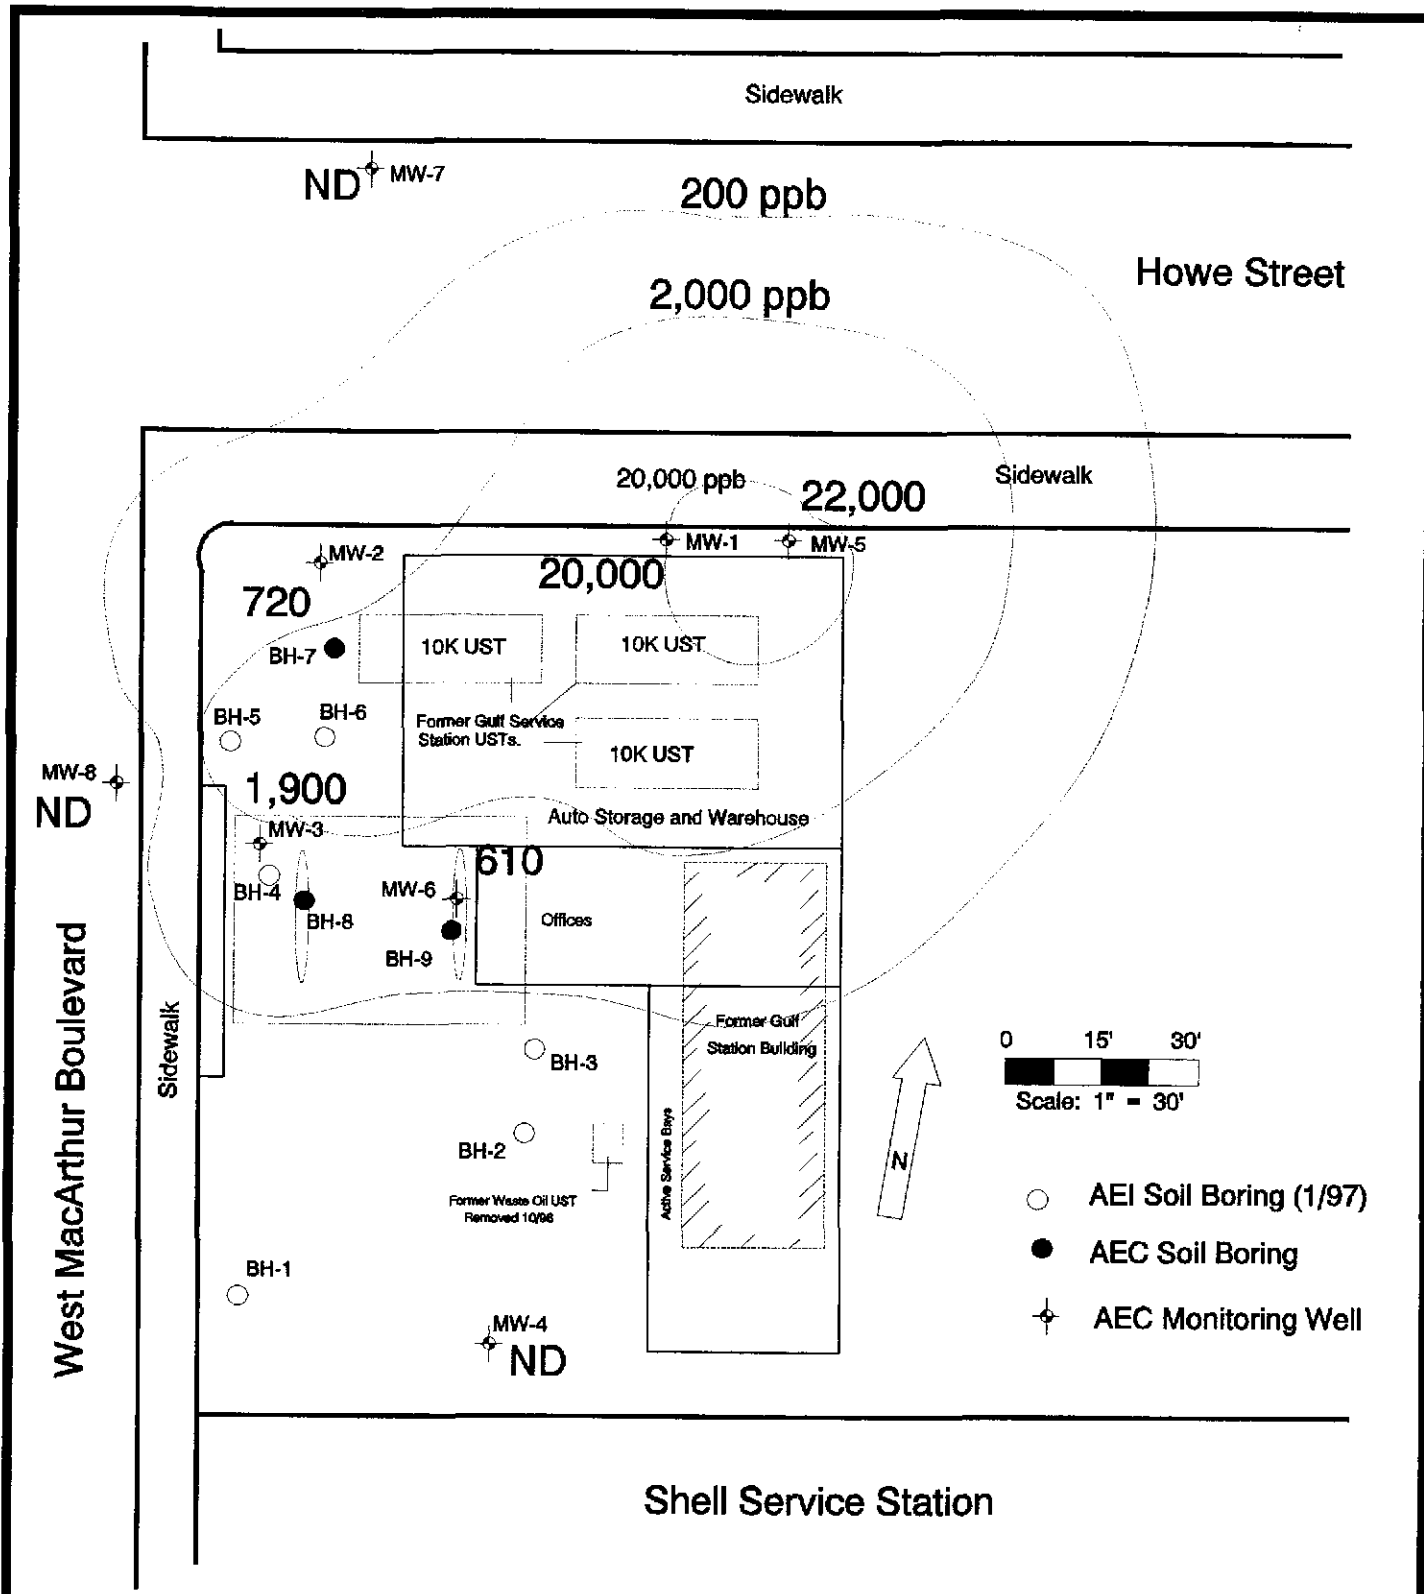 Sidewalk
ND
MW-7
200 ppb
2,000 ppb
Howe Street
20,000 ppb
22,000
Sidewalk
MW-2
MW-1
MW-5
20,000
720
10K UST
10K UST
BH-7
BH-5
BH-6
Former Gulf Service
Station USTs.
10K UST
MW-8
ND
1,900
Auto Storage and Warehouse
MW-3
610
BH-4
MW-6
BH-8
Offices
BH-9
West MacArthur Boulevard
Sidewalk
Former Gulf
Station Building
0 15' 30'
Scale: 1" = 30'
BH-3
BH-2
Active Service Bays
N
Former Waste Oil UST
Removed 10/96
AEI Soil Boring (1/97)
AEC Soil Boring
BH-1
AEC Monitoring Well
MW-4
ND
Shell Service Station